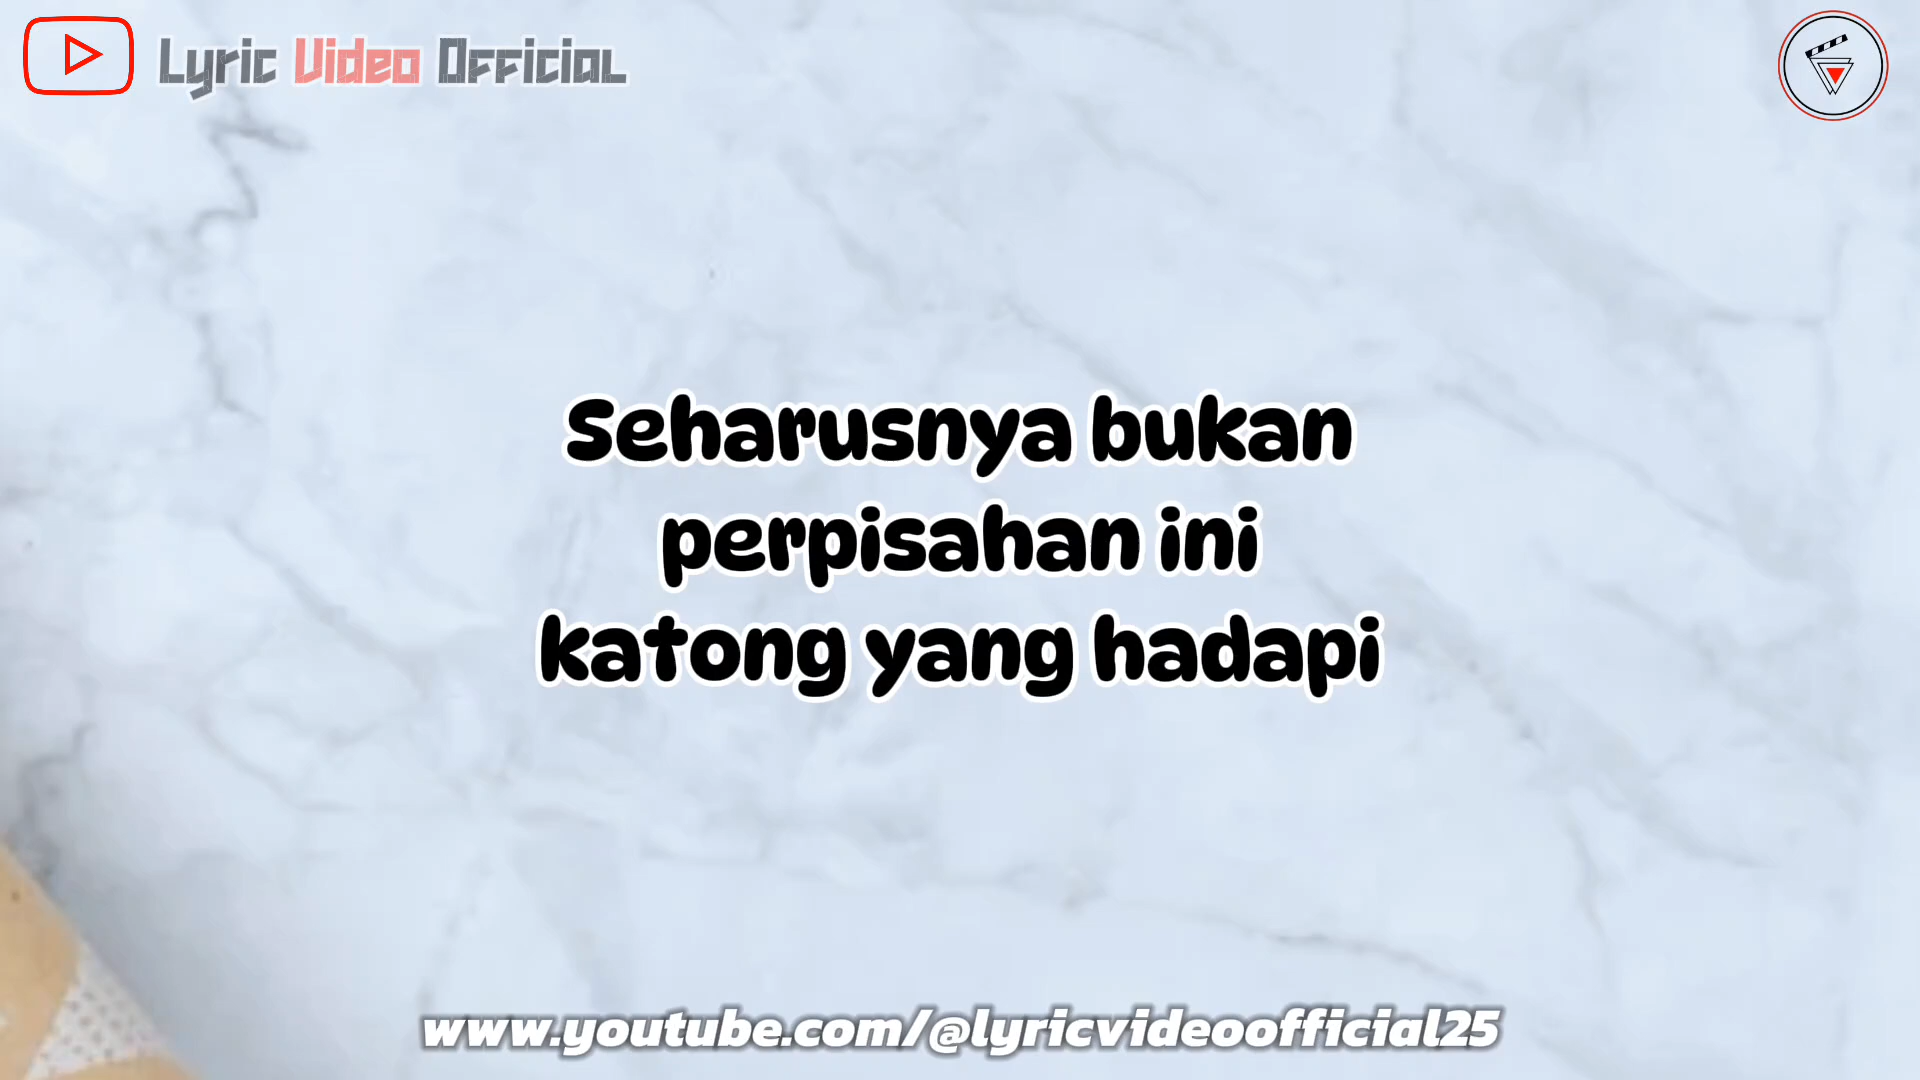 Lyric Video Official
Seharusnya bukan
perpisahan ini
katong yang hadapi
www.youtube.com/@lyricvideoofficial25